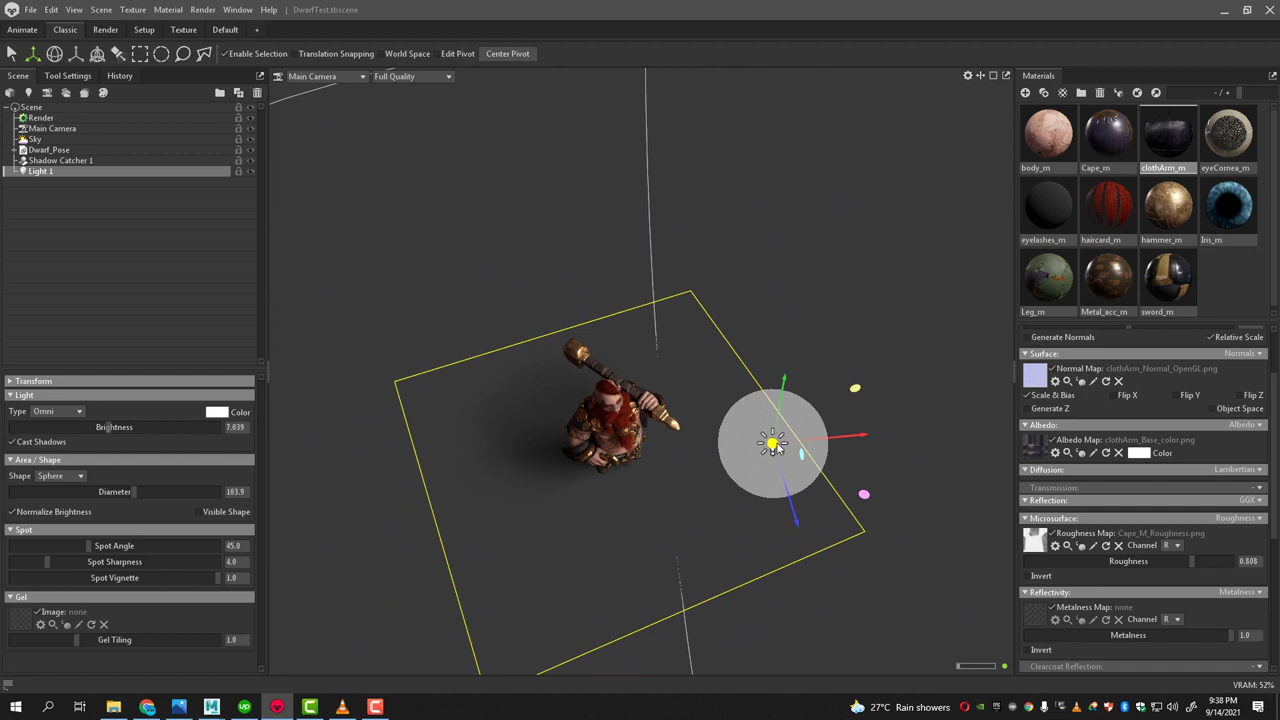 File Edit View Scene Texture Material Render Window Help DwarfTest.tbscene
Animate Classic Render Setup Texture Default +
Enable Selection Translation Snapping World Space Edit Pivot Center Pivot
Scene Tool Settings History
Main Camera Full Quality
Materials
- / +
Scene
Render
Main Camera
Sky
Dwarf_Pose
Shadow Catcher 1
Light 1
body_m Cape_m clothArm_m eyeCornea_m
eyelashes_m haircard_m hammer_m Iris_m
Leg_m Metal_acc_m sword_m
Transform
Light
Type Omni Color
Brightness 7.039
Cast Shadows
Area / Shape
Shape Sphere
Diameter 103.9
Normalize Brightness Visible Shape
Spot
Spot Angle 45.0
Spot Sharpness 4.0
Spot Vignette 1.0
Gel
Image: none
Gel Tiling 1.0
Generate Normals Relative Scale
Surface: Normals
Normal Map: clothArm_Normal_OpenGL.png
Scale & Bias Flip X Flip Y Flip Z
Generate Z Object Space
Albedo: Albedo
Albedo Map: clothArm_Base_color.png
Color
Diffusion: Lambertian
Transmission: -
Reflection: GGX
Microsurface: Roughness
Roughness Map: Cape_M_Roughness.png
Channel R
Roughness 0.808
Invert
Reflectivity: Metalness
Metalness Map: none
Channel R
Metalness 1.0
Invert
Clearcoat Reflection: -
VRAM: 52%
27°C Rain showers
9:38 PM
9/14/2021